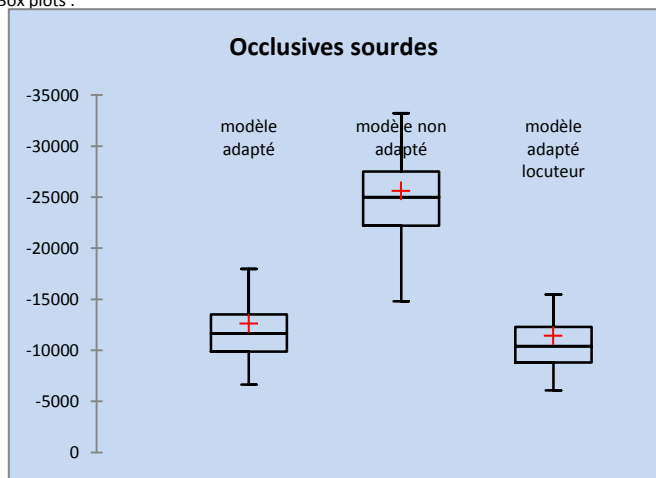 Box plots :
Occlusives sourdes
-35000
modèle
adapté
modèle non
adapté
modèle
adapté
locuteur
-30000
-25000
-20000
-15000
-10000
-5000
0